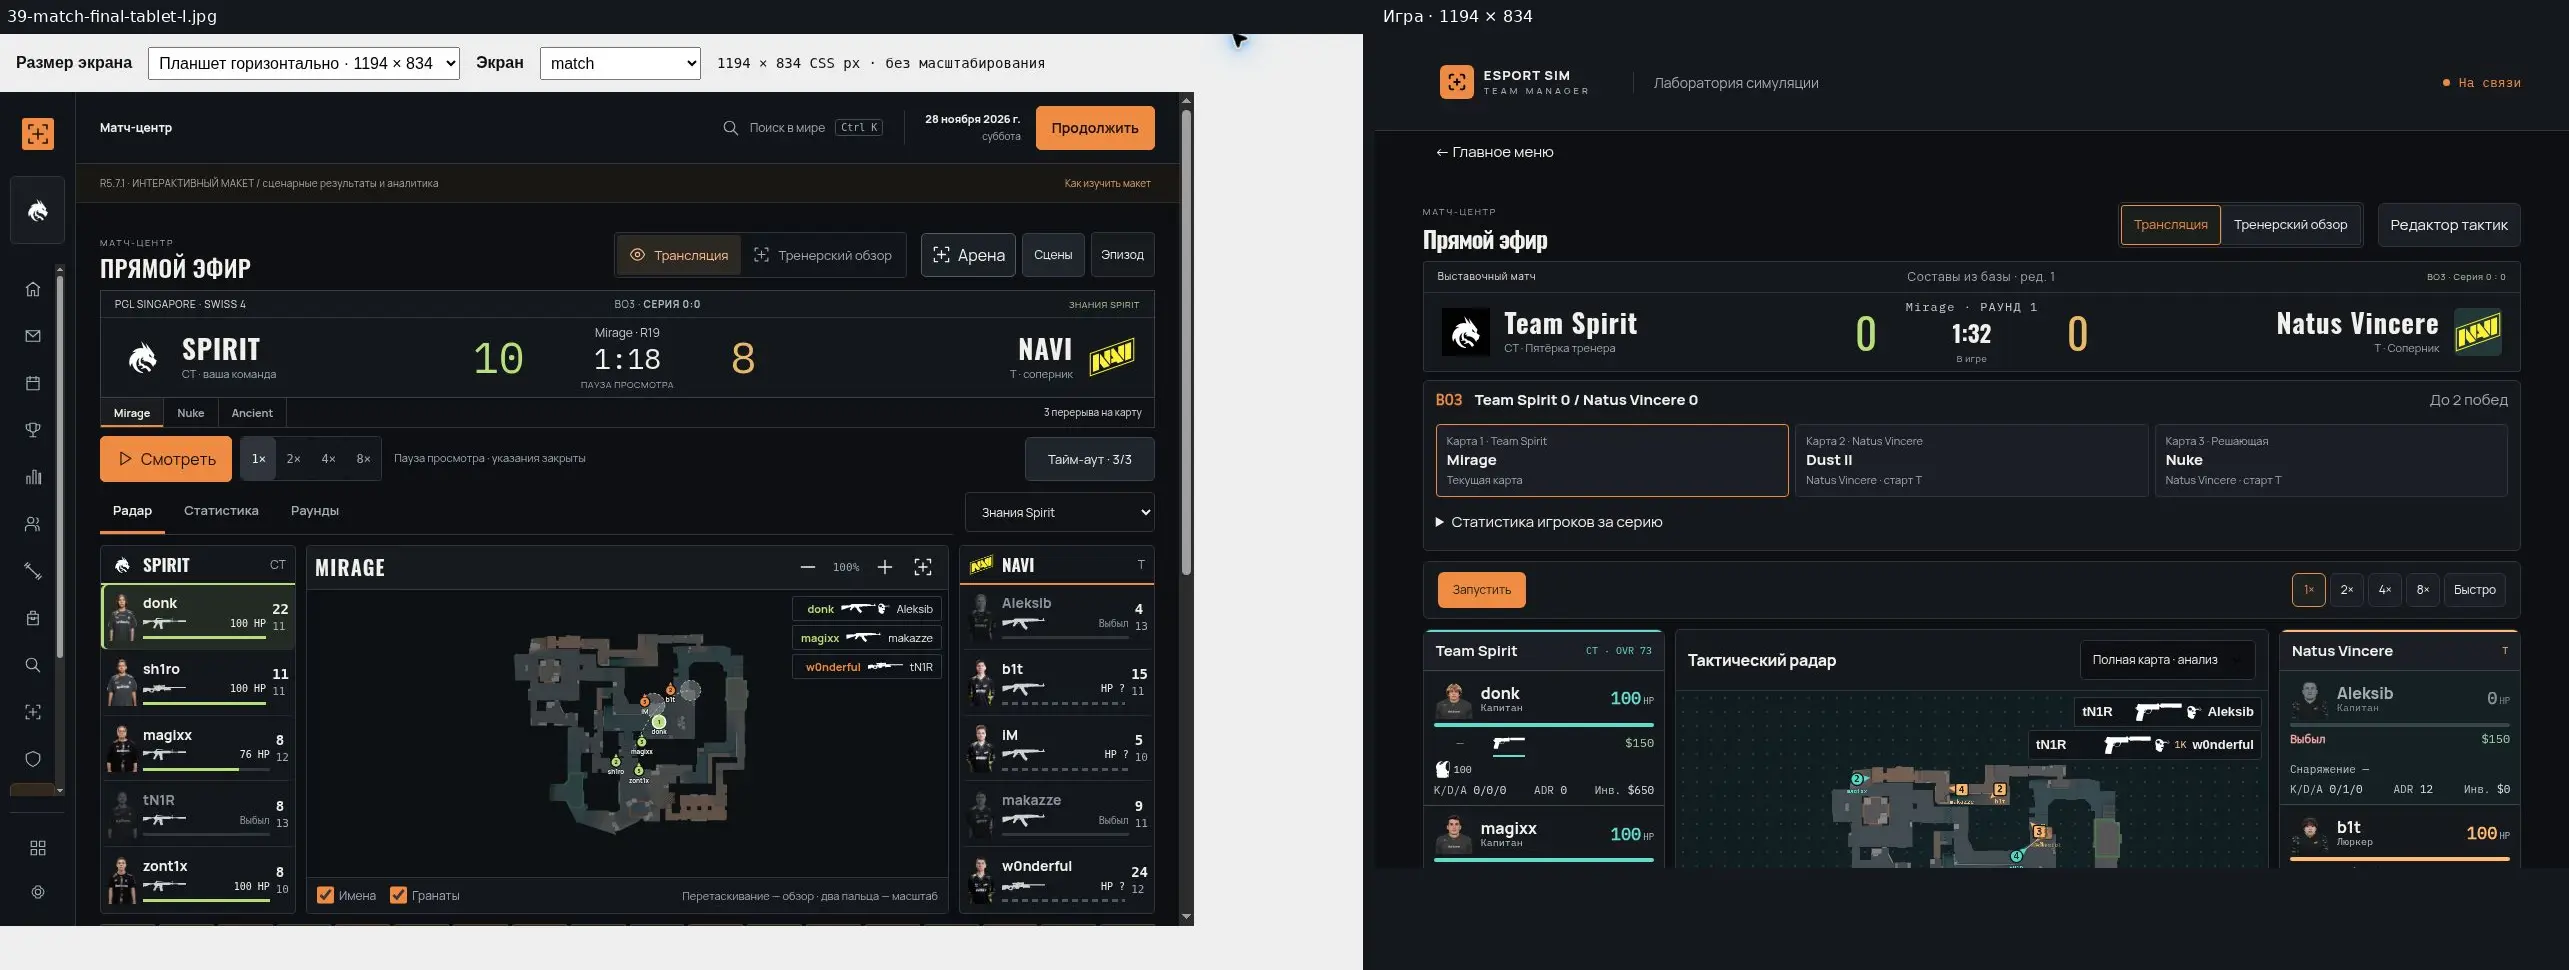 39-match-final-tablet-l.jpg
Размер экрана
Планшет горизонтально · 1194 × 834
Экран
match
1194 × 834 CSS px · без масштабирования
Матч-центр
Поиск в мире
Ctrl K
28 ноября 2026 г.
суббота
Продолжить
R5.7.1 · ИНТЕРАКТИВНЫЙ МАКЕТ / сценарные результаты и аналитика
Как изучить макет
МАТЧ-ЦЕНТР
ПРЯМОЙ ЭФИР
Трансляция
Тренерский обзор
Арена
Сцены
Эпизод
PGL SINGAPORE · SWISS 4
BO3 · СЕРИЯ 0:0
ЗНАНИЯ SPIRIT
SPIRIT
CT · ваша команда
10
Mirage · R19
1:18
ПАУЗА ПРОСМОТРА
8
NAVI
T · соперник
Mirage
Nuke
Ancient
3 перерыва на карту
Смотреть
1×
2×
4×
8×
Пауза просмотра · указания закрыты
Тайм-аут · 3/3
Радар
Статистика
Раунды
Знания Spirit
SPIRIT CT
donk
100 HP
22
11
sh1ro
100 HP
11
11
magixx
76 HP
8
12
tN1R
Выбыл
8
13
zont1x
100 HP
8
10
MIRAGE
100%
donk Aleksib
magixx makazze
w0nderful tN1R
b1t
iM
donk
magixx
sh1ro
zont1x
Имена
Гранаты
Перетаскивание — обзор · два пальца — масштаб
NAVI T
Aleksib
Выбыл
4
13
b1t
HP ?
15
11
iM
HP ?
5
10
makazze
Выбыл
9
11
w0nderful
HP ?
24
12
Игра · 1194 × 834
ESPORT SIM
TEAM MANAGER
Лаборатория симуляции
На связи
← Главное меню
МАТЧ-ЦЕНТР
Прямой эфир
Трансляция
Тренерский обзор
Редактор тактик
Выставочный матч
Составы из базы · ред. 1
BO3 · Серия 0 : 0
Team Spirit
CT · Пятёрка тренера
0
Mirage · РАУНД 1
1:32
В игре
0
Natus Vincere
T · Соперник
BO3 Team Spirit 0 / Natus Vincere 0
До 2 побед
Карта 1 · Team Spirit
Mirage
Текущая карта
Карта 2 · Natus Vincere
Dust II
Natus Vincere · старт T
Карта 3 · Решающая
Nuke
Natus Vincere · старт T
Статистика игроков за серию
Запустить
1×
2×
4×
8×
Быстро
Team Spirit
CT · OVR 73
donk
Капитан
100 HP
— $150
100
K/D/A 0/0/0 ADR 0 Инв. $650
magixx
Капитан
100 HP
Тактический радар
Полная карта · анализ
tN1R Aleksib
tN1R 1K w0nderful
2
magixx
4
makazze
2
b1t
3
4
Natus Vincere
T
Aleksib
Капитан
0 HP
Выбыл $150
Снаряжение —
K/D/A 0/1/0 ADR 12 Инв. $0
b1t
Люркер
100 HP